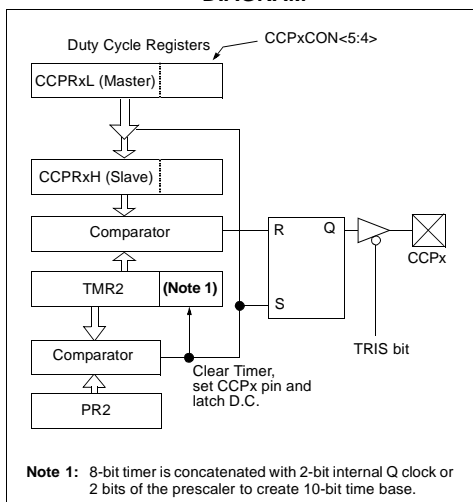 DIAGRAM
Duty Cycle Registers
CCPxCON<5:4>
CCPRxL (Master)
CCPRxH (Slave)
Comparator
R
Q
CCPx
TMR2
(Note 1)
S
TRIS bit
Comparator
Clear Timer,
set CCPx pin and
latch D.C.
PR2
Note 1: 8-bit timer is concatenated with 2-bit internal Q clock or
2 bits of the prescaler to create 10-bit time base.